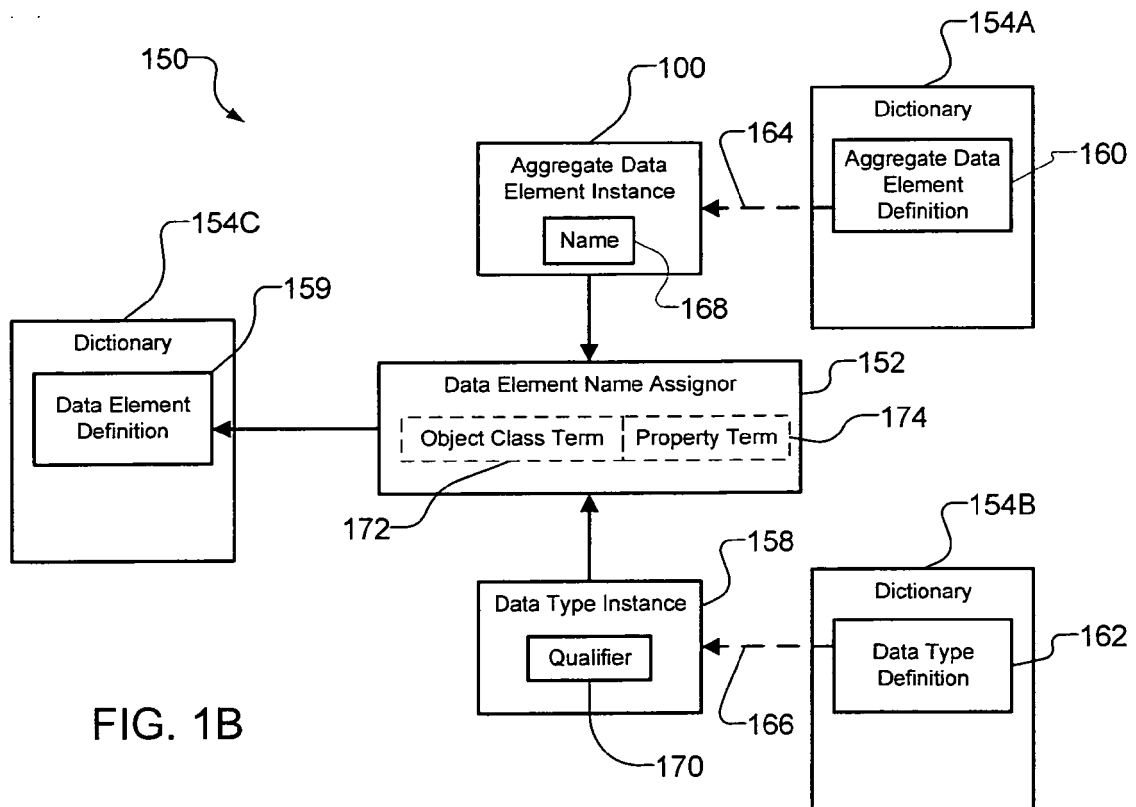 154A
150
100
Dictionary
164
Aggregate Data
Element Definition
160
Aggregate Data
Element Instance
Name
154C
159
168
Dictionary
Data Element
Definition
Data Element Name Assignor
152
Object Class Term
Property Term
174
172
154B
158
Dictionary
Data Type Instance
Qualifier
Data Type
Definition
162
166
170
FIG. 1B